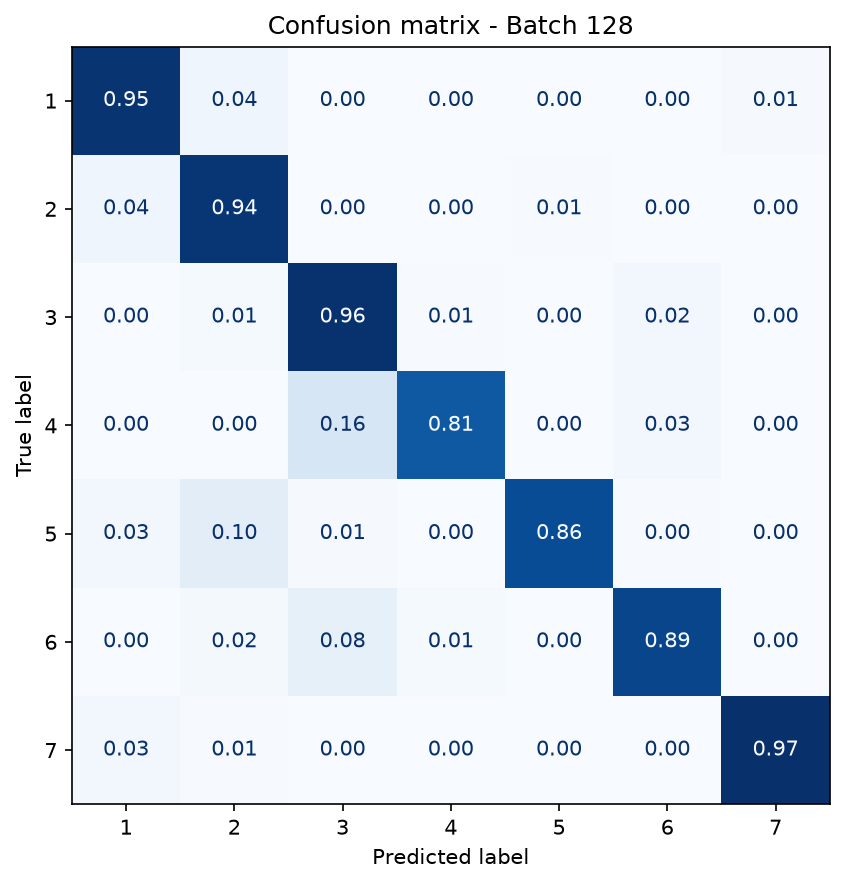 Confusion matrix - Batch 128
1 0.95 0.04 0.00 0.00 0.00 0.00 0.01
2 0.04 0.94 0.00 0.00 0.01 0.00 0.00
3 0.00 0.01 0.96 0.01 0.00 0.02 0.00
4 0.00 0.00 0.16 0.81 0.00 0.03 0.00
5 0.03 0.10 0.01 0.00 0.86 0.00 0.00
6 0.00 0.02 0.08 0.01 0.00 0.89 0.00
7 0.03 0.01 0.00 0.00 0.00 0.00 0.97
True label
1 2 3 4 5 6 7
Predicted label